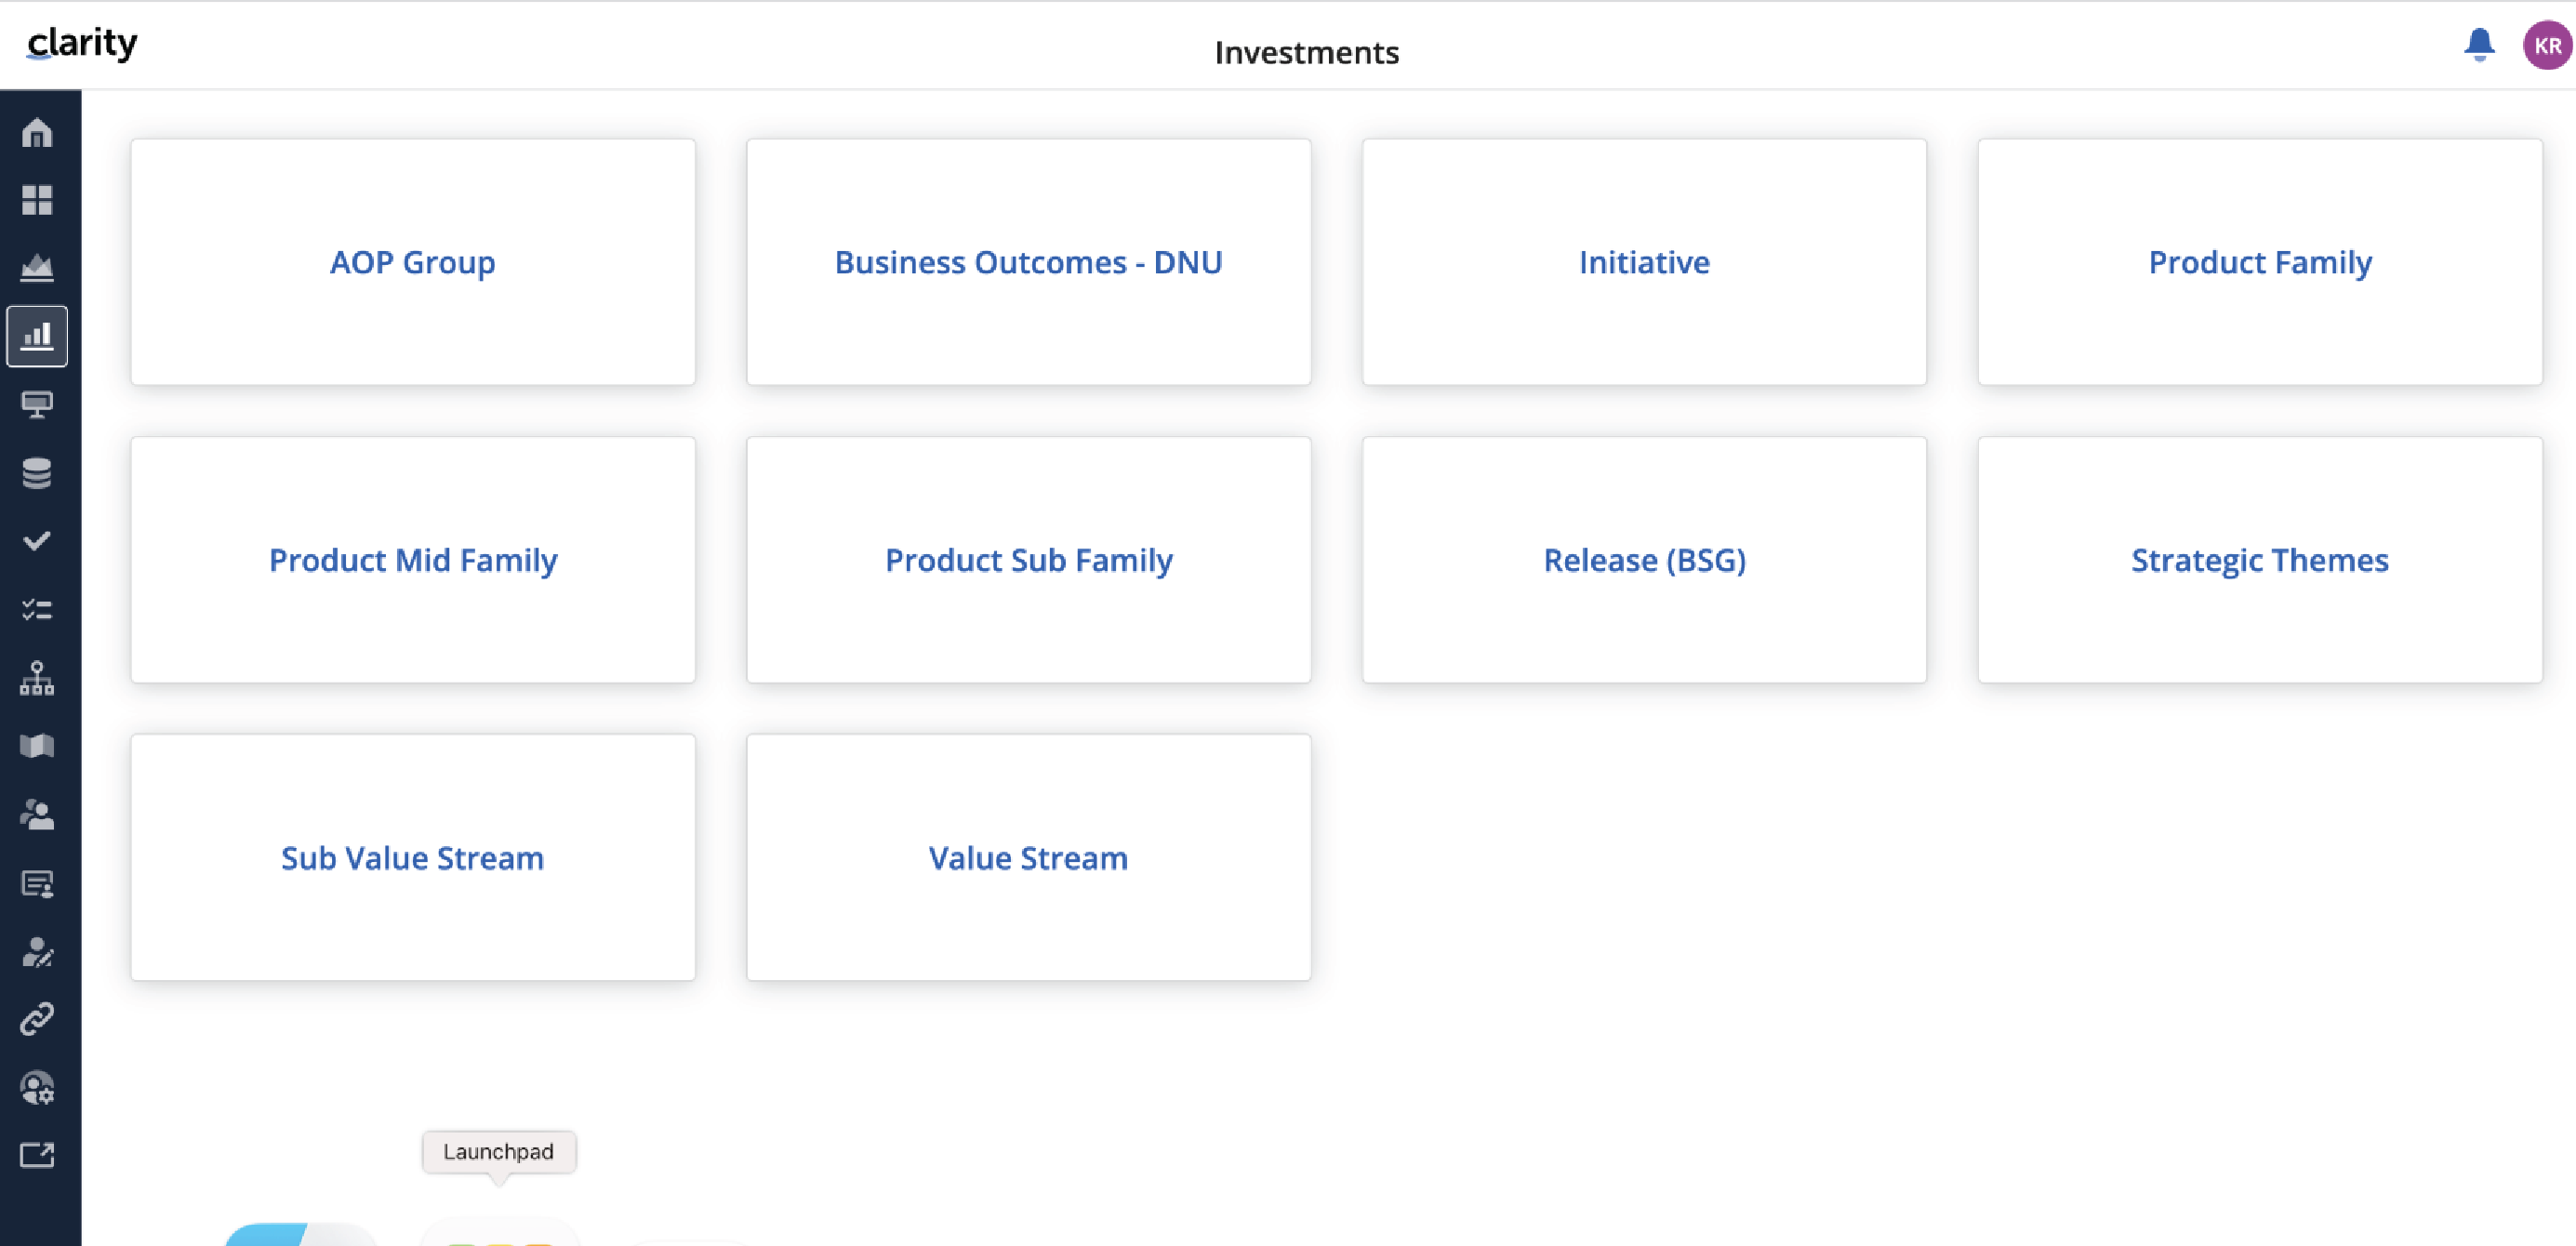 clarity
Investments
KR
AOP Group
Business Outcomes - DNU
Initiative
Product Family
Product Mid Family
Product Sub Family
Release (BSG)
Strategic Themes
Sub Value Stream
Value Stream
Launchpad